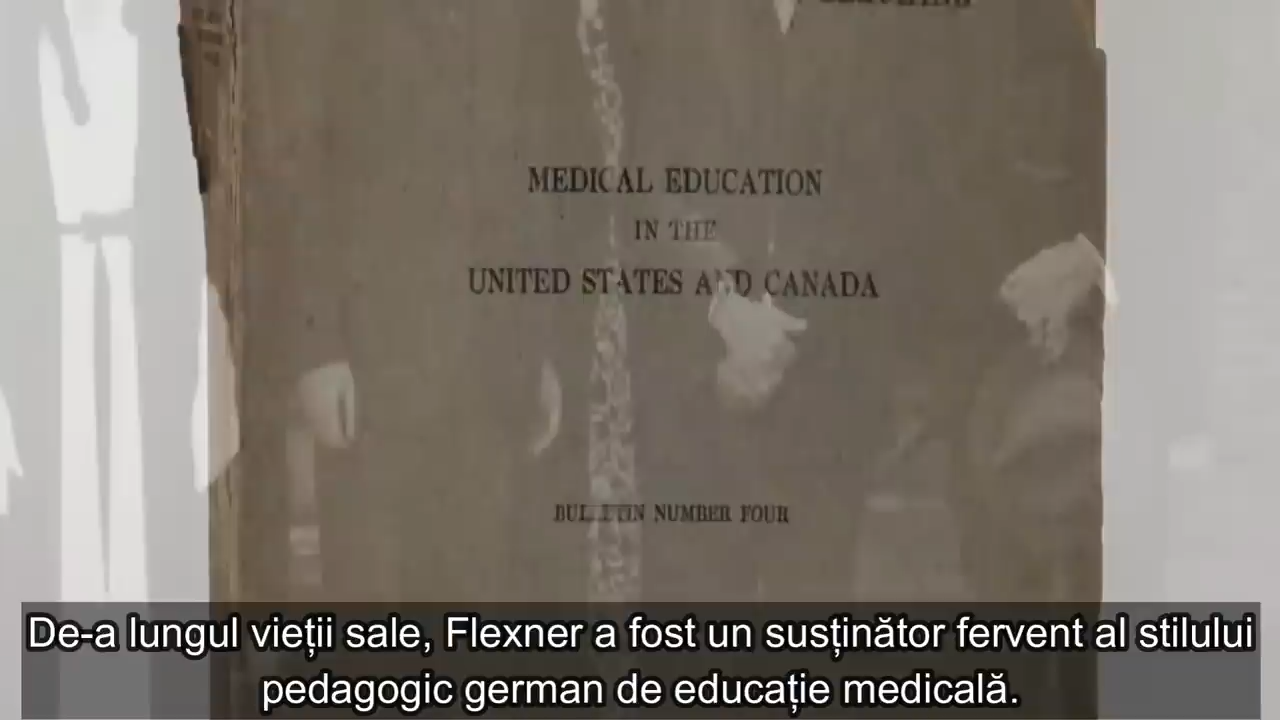 MEDICAL EDUCATION
IN THE
UNITED STATES AND CANADA
BULLETIN NUMBER FOUR
De-a lungul vieții sale, Flexner a fost un susținător fervent al stilului
pedagogic german de educație medicală.